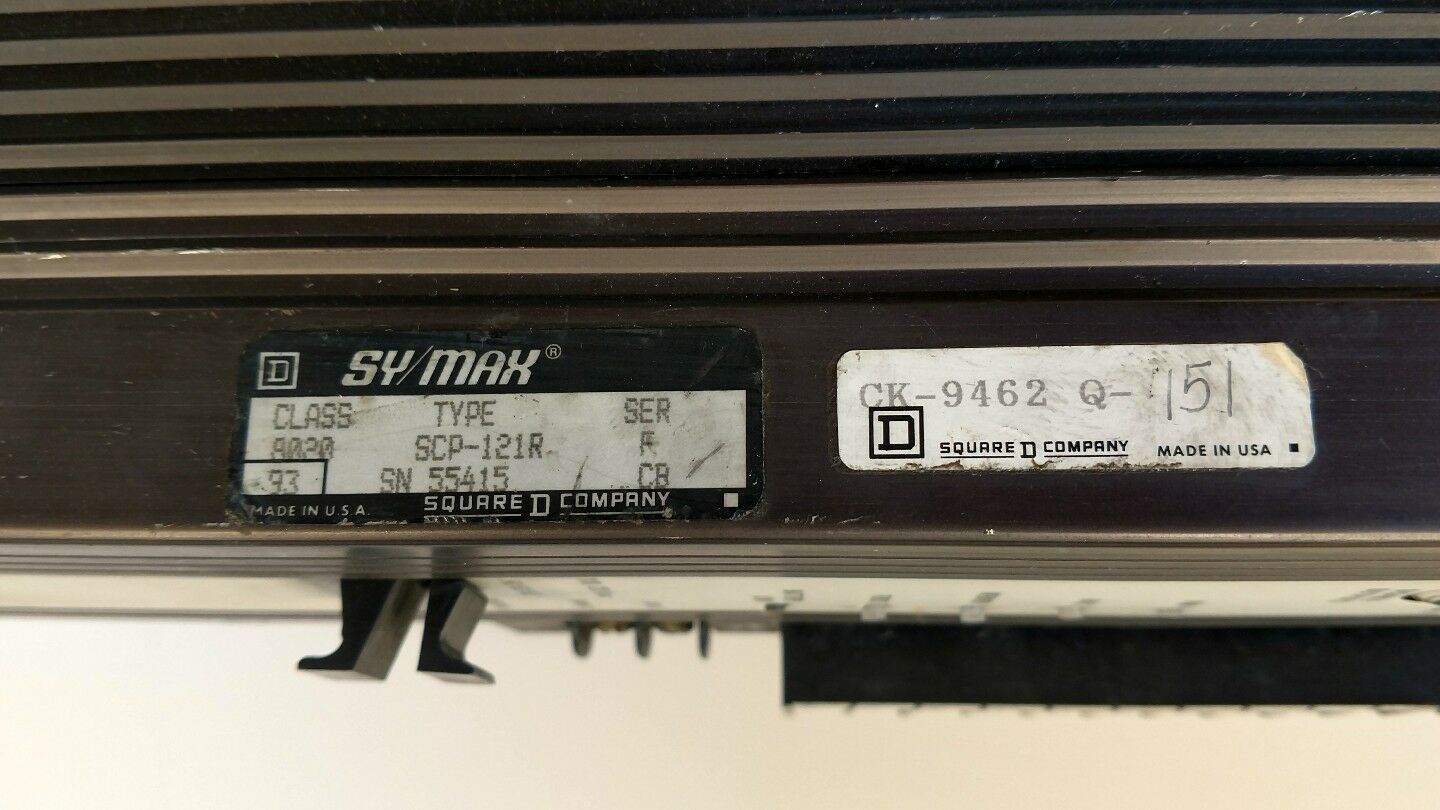 D SY/MAX®
CLASS TYPE SER
8020 SCP-121R
93 SN 55415 CB
MADE IN U.S.A. SQUARE D COMPANY
CK-9462 Q- 151
D SQUARE D COMPANY MADE IN USA